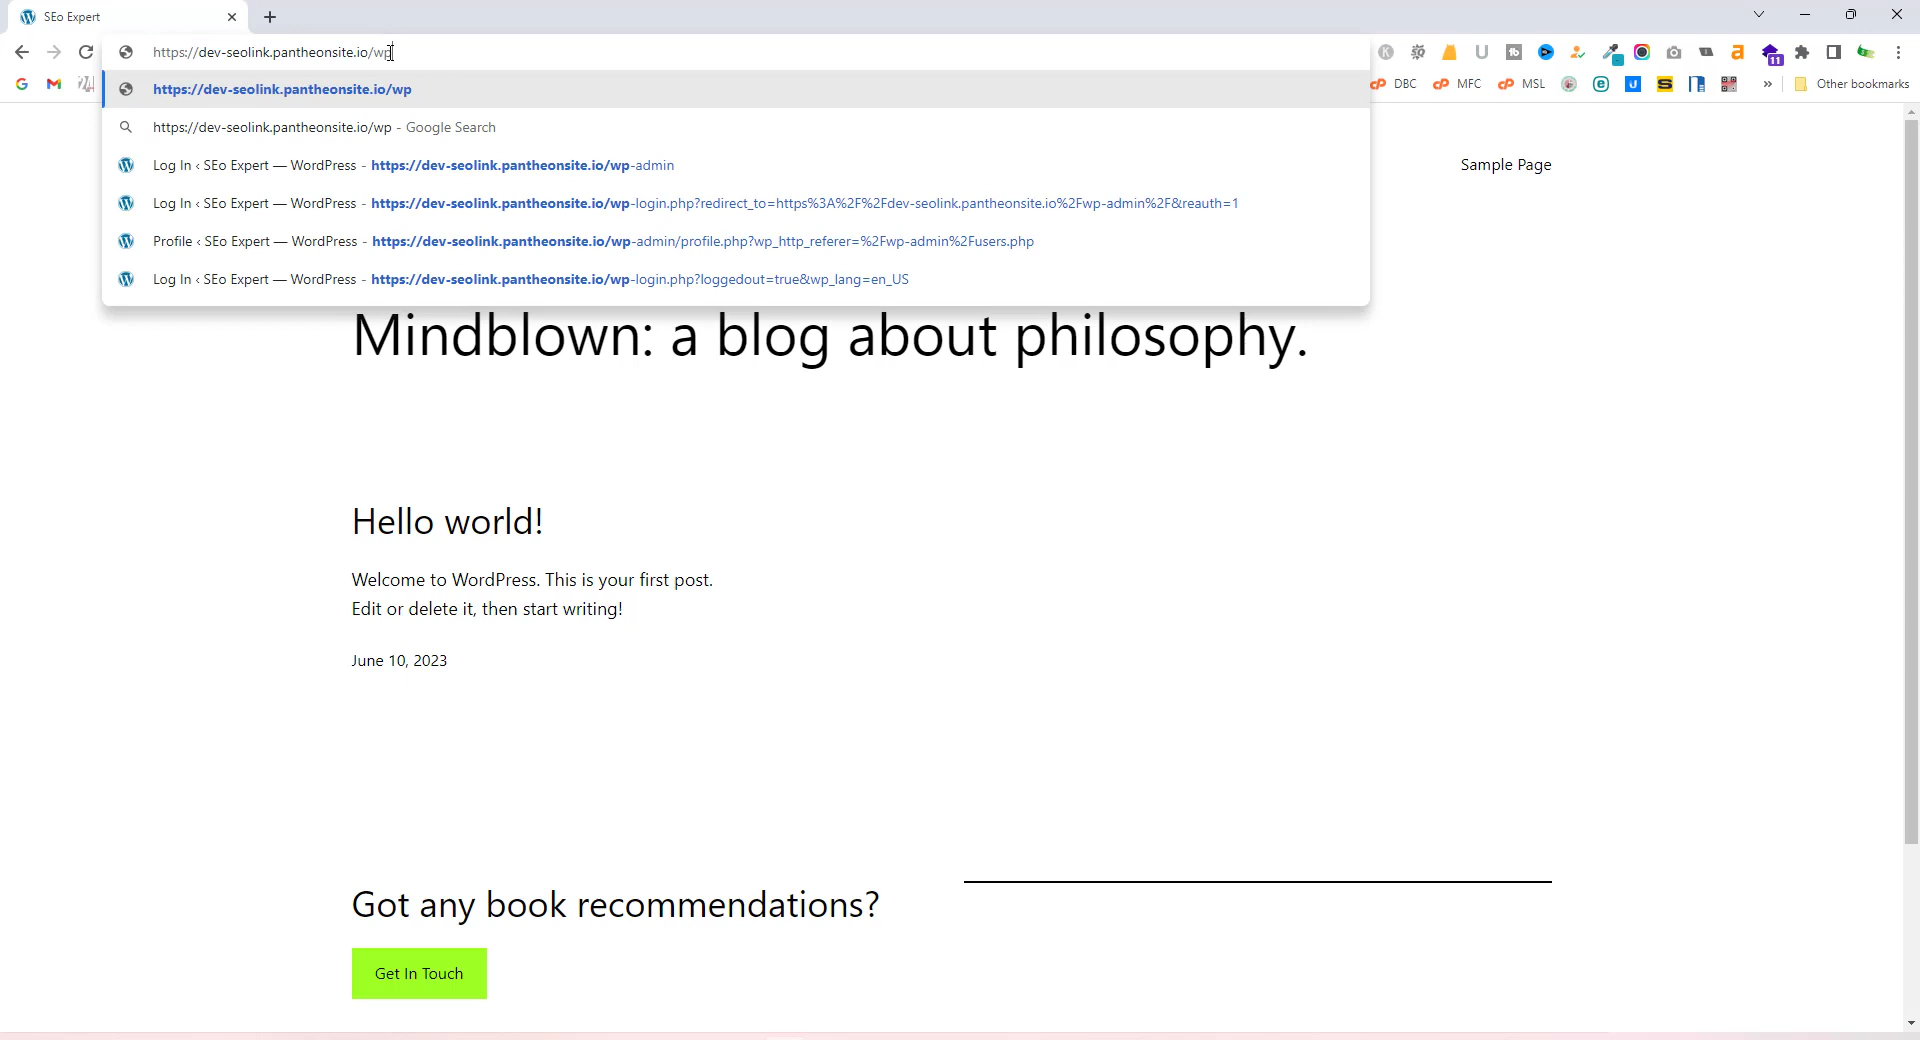 SEo Expert
https://dev-seolink.pantheonsite.io/wp
11
https://dev-seolink.pantheonsite.io/wp
DBC MFC MSL » Other bookmarks
https://dev-seolink.pantheonsite.io/wp - Google Search
Log In ‹ SEo Expert — WordPress - https://dev-seolink.pantheonsite.io/wp-admin
Sample Page
Log In ‹ SEo Expert — WordPress - https://dev-seolink.pantheonsite.io/wp-login.php?redirect_to=https%3A%2F%2Fdev-seolink.pantheonsite.io%2Fwp-admin%2F&reauth=1
Profile ‹ SEo Expert — WordPress - https://dev-seolink.pantheonsite.io/wp-admin/profile.php?wp_http_referer=%2Fwp-admin%2Fusers.php
Log In ‹ SEo Expert — WordPress - https://dev-seolink.pantheonsite.io/wp-login.php?loggedout=true&wp_lang=en_US
Mindblown: a blog about philosophy.
Hello world!
Welcome to WordPress. This is your first post.
Edit or delete it, then start writing!
June 10, 2023
Got any book recommendations?
Get In Touch